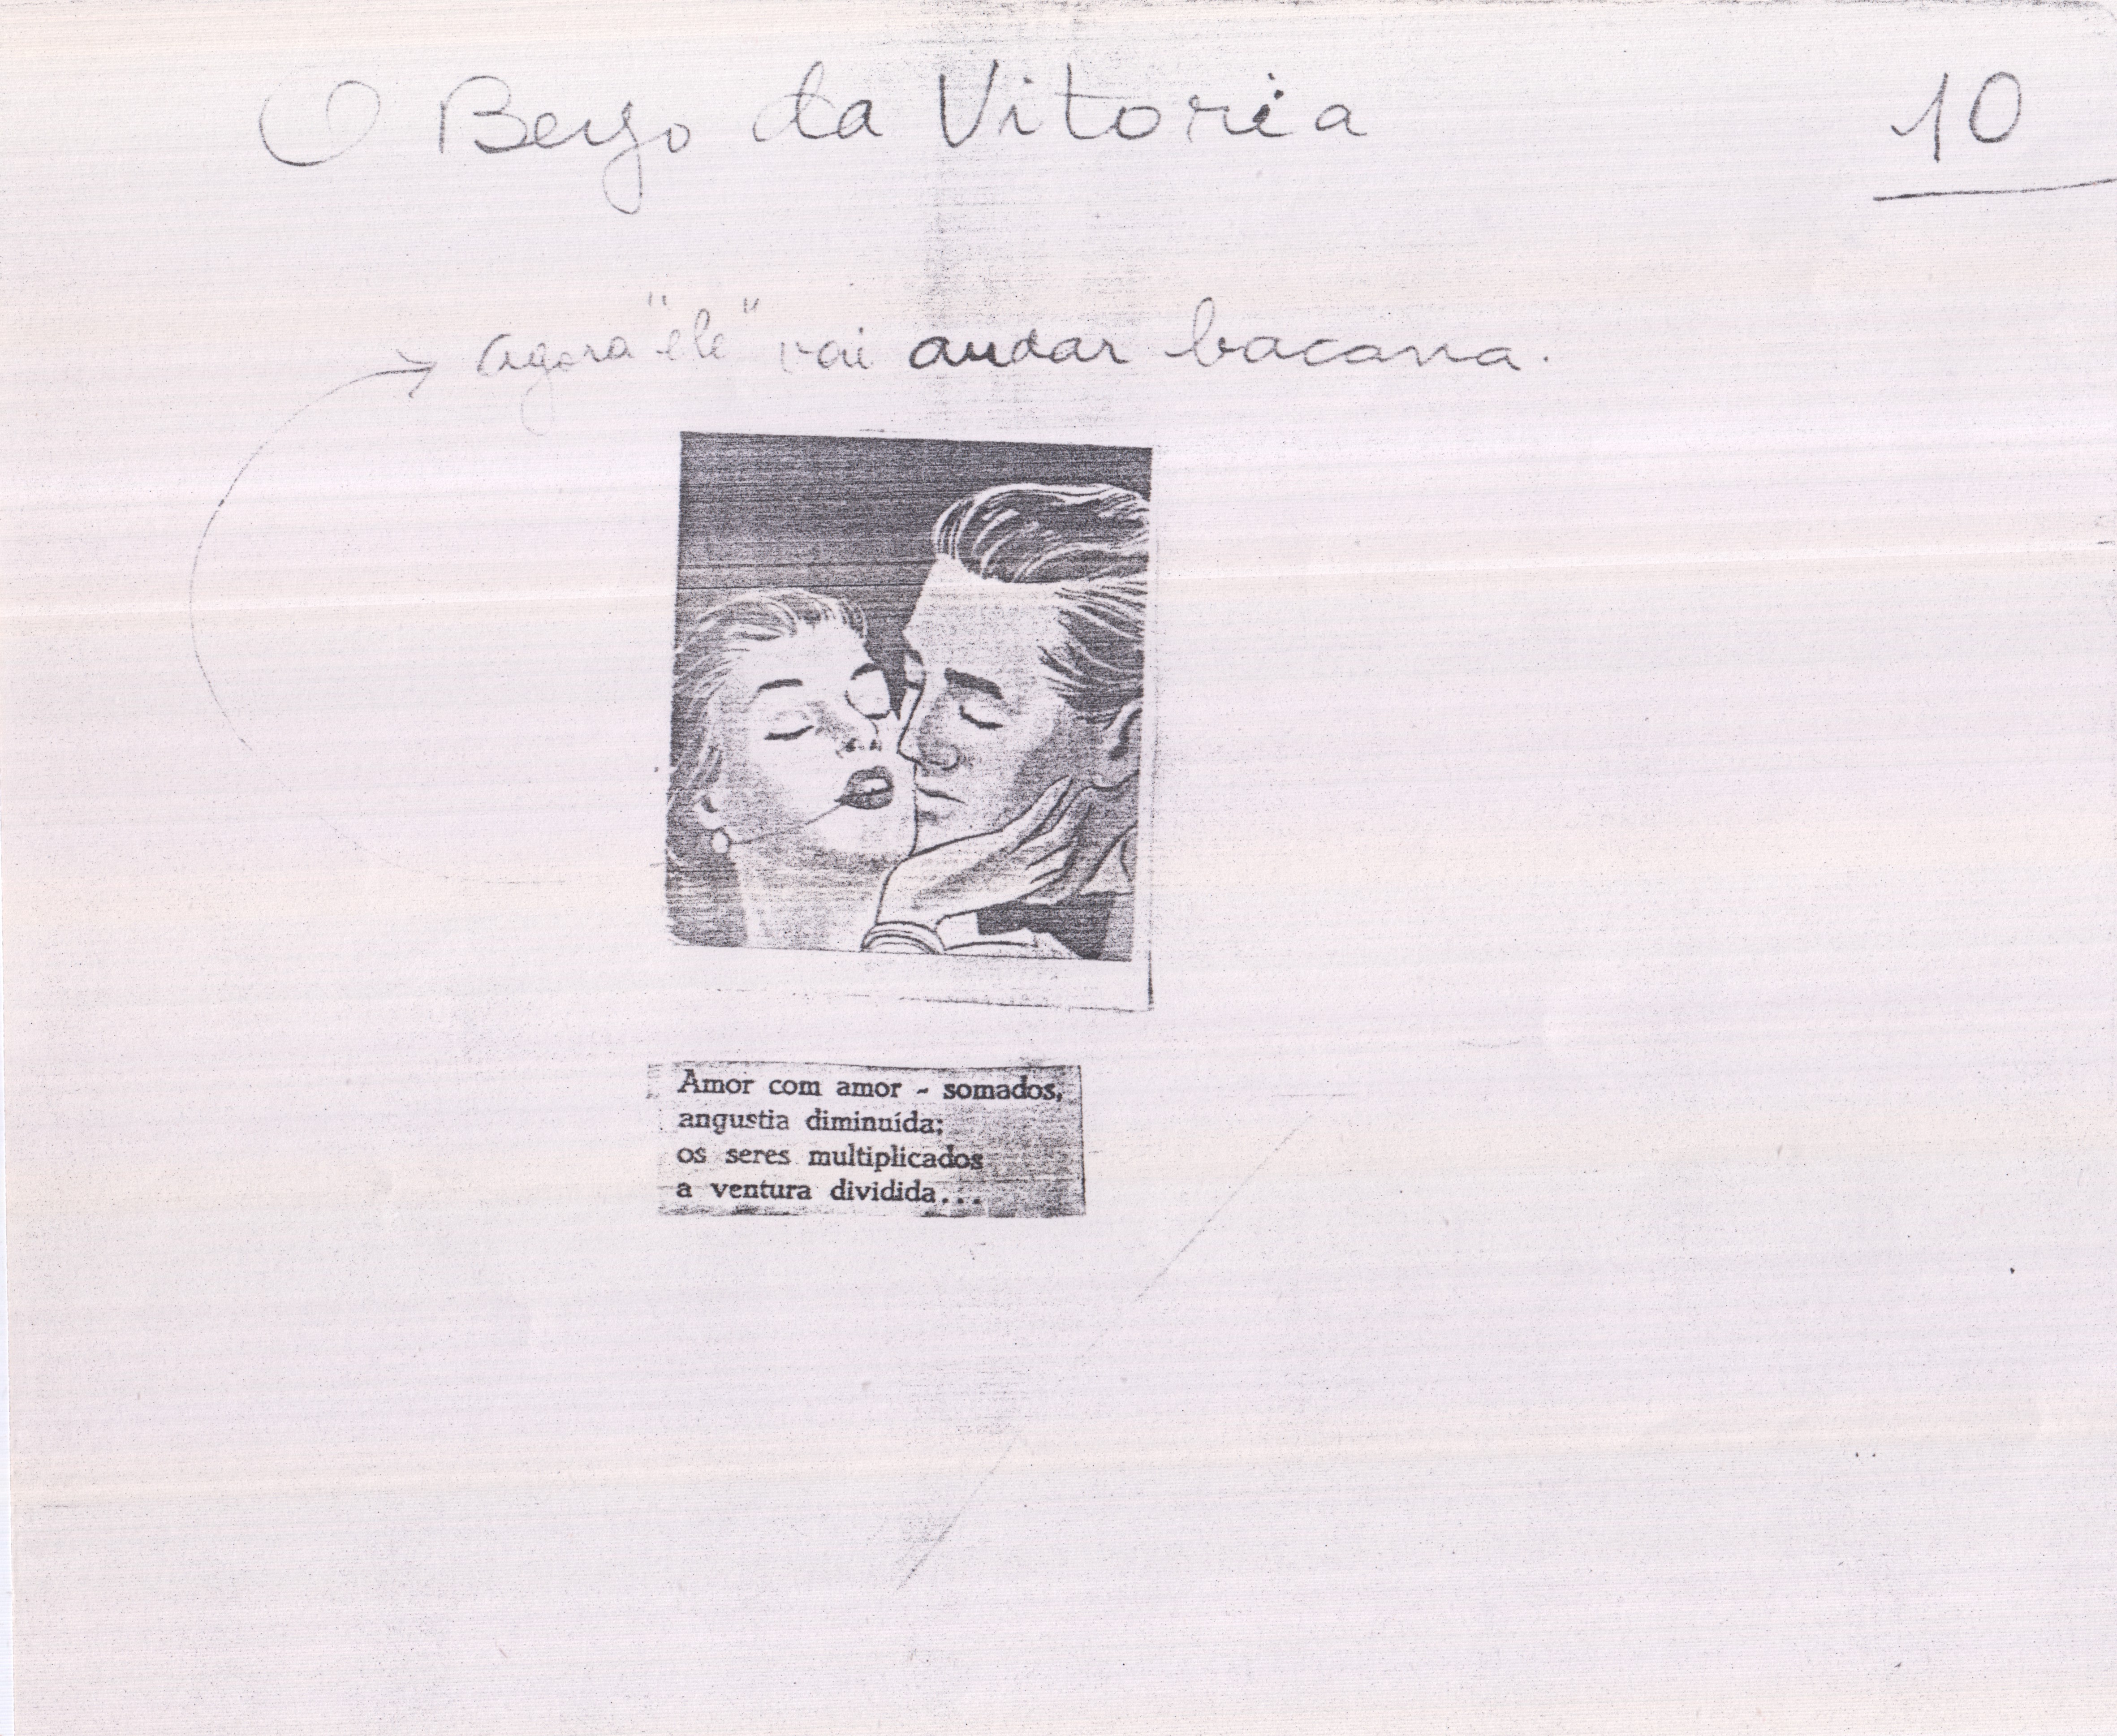 O Beijo da Vitoria
10
agora "ele" vai andar bacana.
Amor com amor - somados,
angustia diminuída;
os seres multiplicados
a ventura dividida...